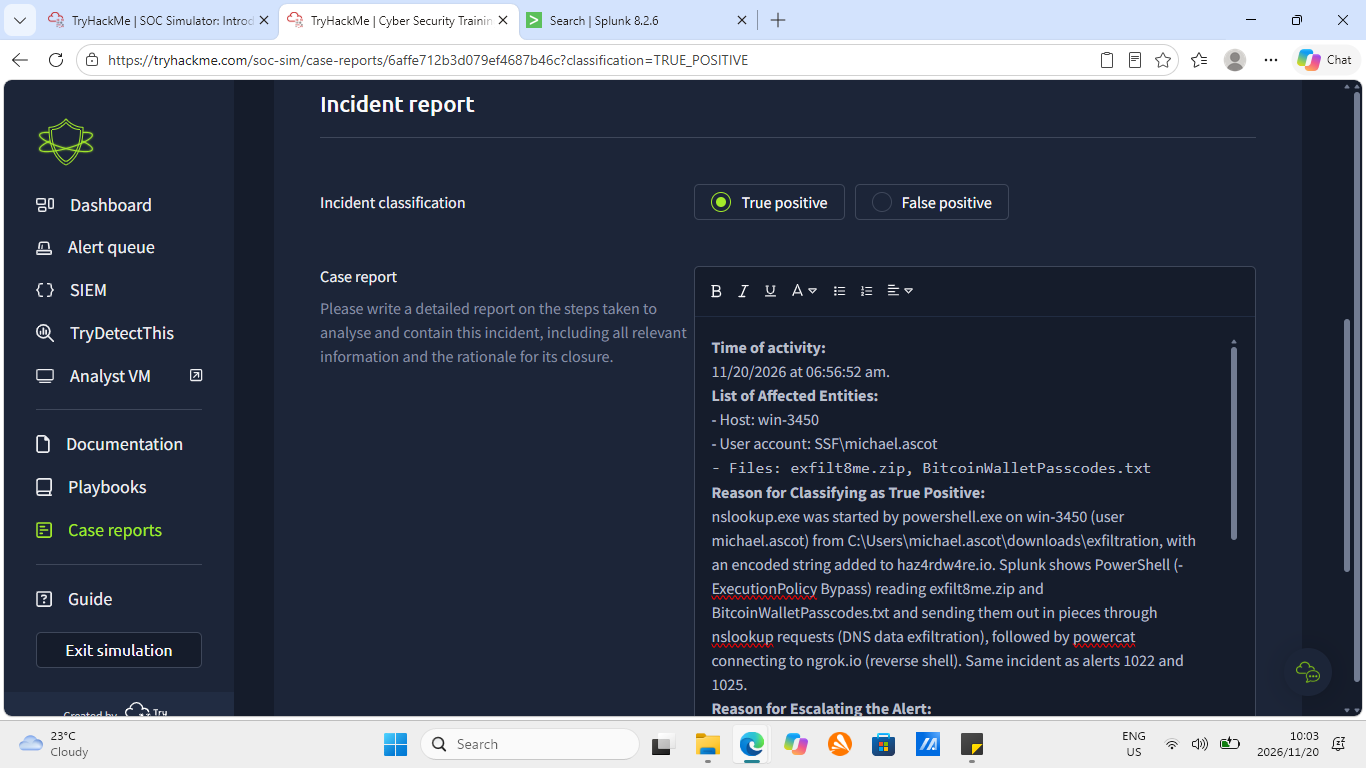 TryHackMe | SOC Simulator: Introd
TryHackMe | Cyber Security Trainin
Search | Splunk 8.2.6
https://tryhackme.com/soc-sim/case-reports/6affe712b3d079ef4687b46c?classification=TRUE_POSITIVE
Chat
Dashboard
Alert queue
SIEM
TryDetectThis
Analyst VM
Documentation
Playbooks
Case reports
Guide
Exit simulation
Created by
Try
Incident report
Incident classification
True positive
False positive
Case report
Please write a detailed report on the steps taken to
analyse and contain this incident, including all relevant
information and the rationale for its closure.
B I U A
Time of activity:
11/20/2026 at 06:56:52 am.
List of Affected Entities:
- Host: win-3450
- User account: SSF\michael.ascot
- Files: exfilt8me.zip, BitcoinWalletPasscodes.txt
Reason for Classifying as True Positive:
nslookup.exe was started by powershell.exe on win-3450 (user
michael.ascot) from C:\Users\michael.ascot\downloads\exfiltration, with
an encoded string added to haz4rdw4re.io. Splunk shows PowerShell (-
ExecutionPolicy Bypass) reading exfilt8me.zip and
BitcoinWalletPasscodes.txt and sending them out in pieces through
nslookup requests (DNS data exfiltration), followed by powercat
connecting to ngrok.io (reverse shell). Same incident as alerts 1022 and
1025.
Reason for Escalating the Alert:
23°C
Cloudy
Search
ENG
US
10:03
2026/11/20